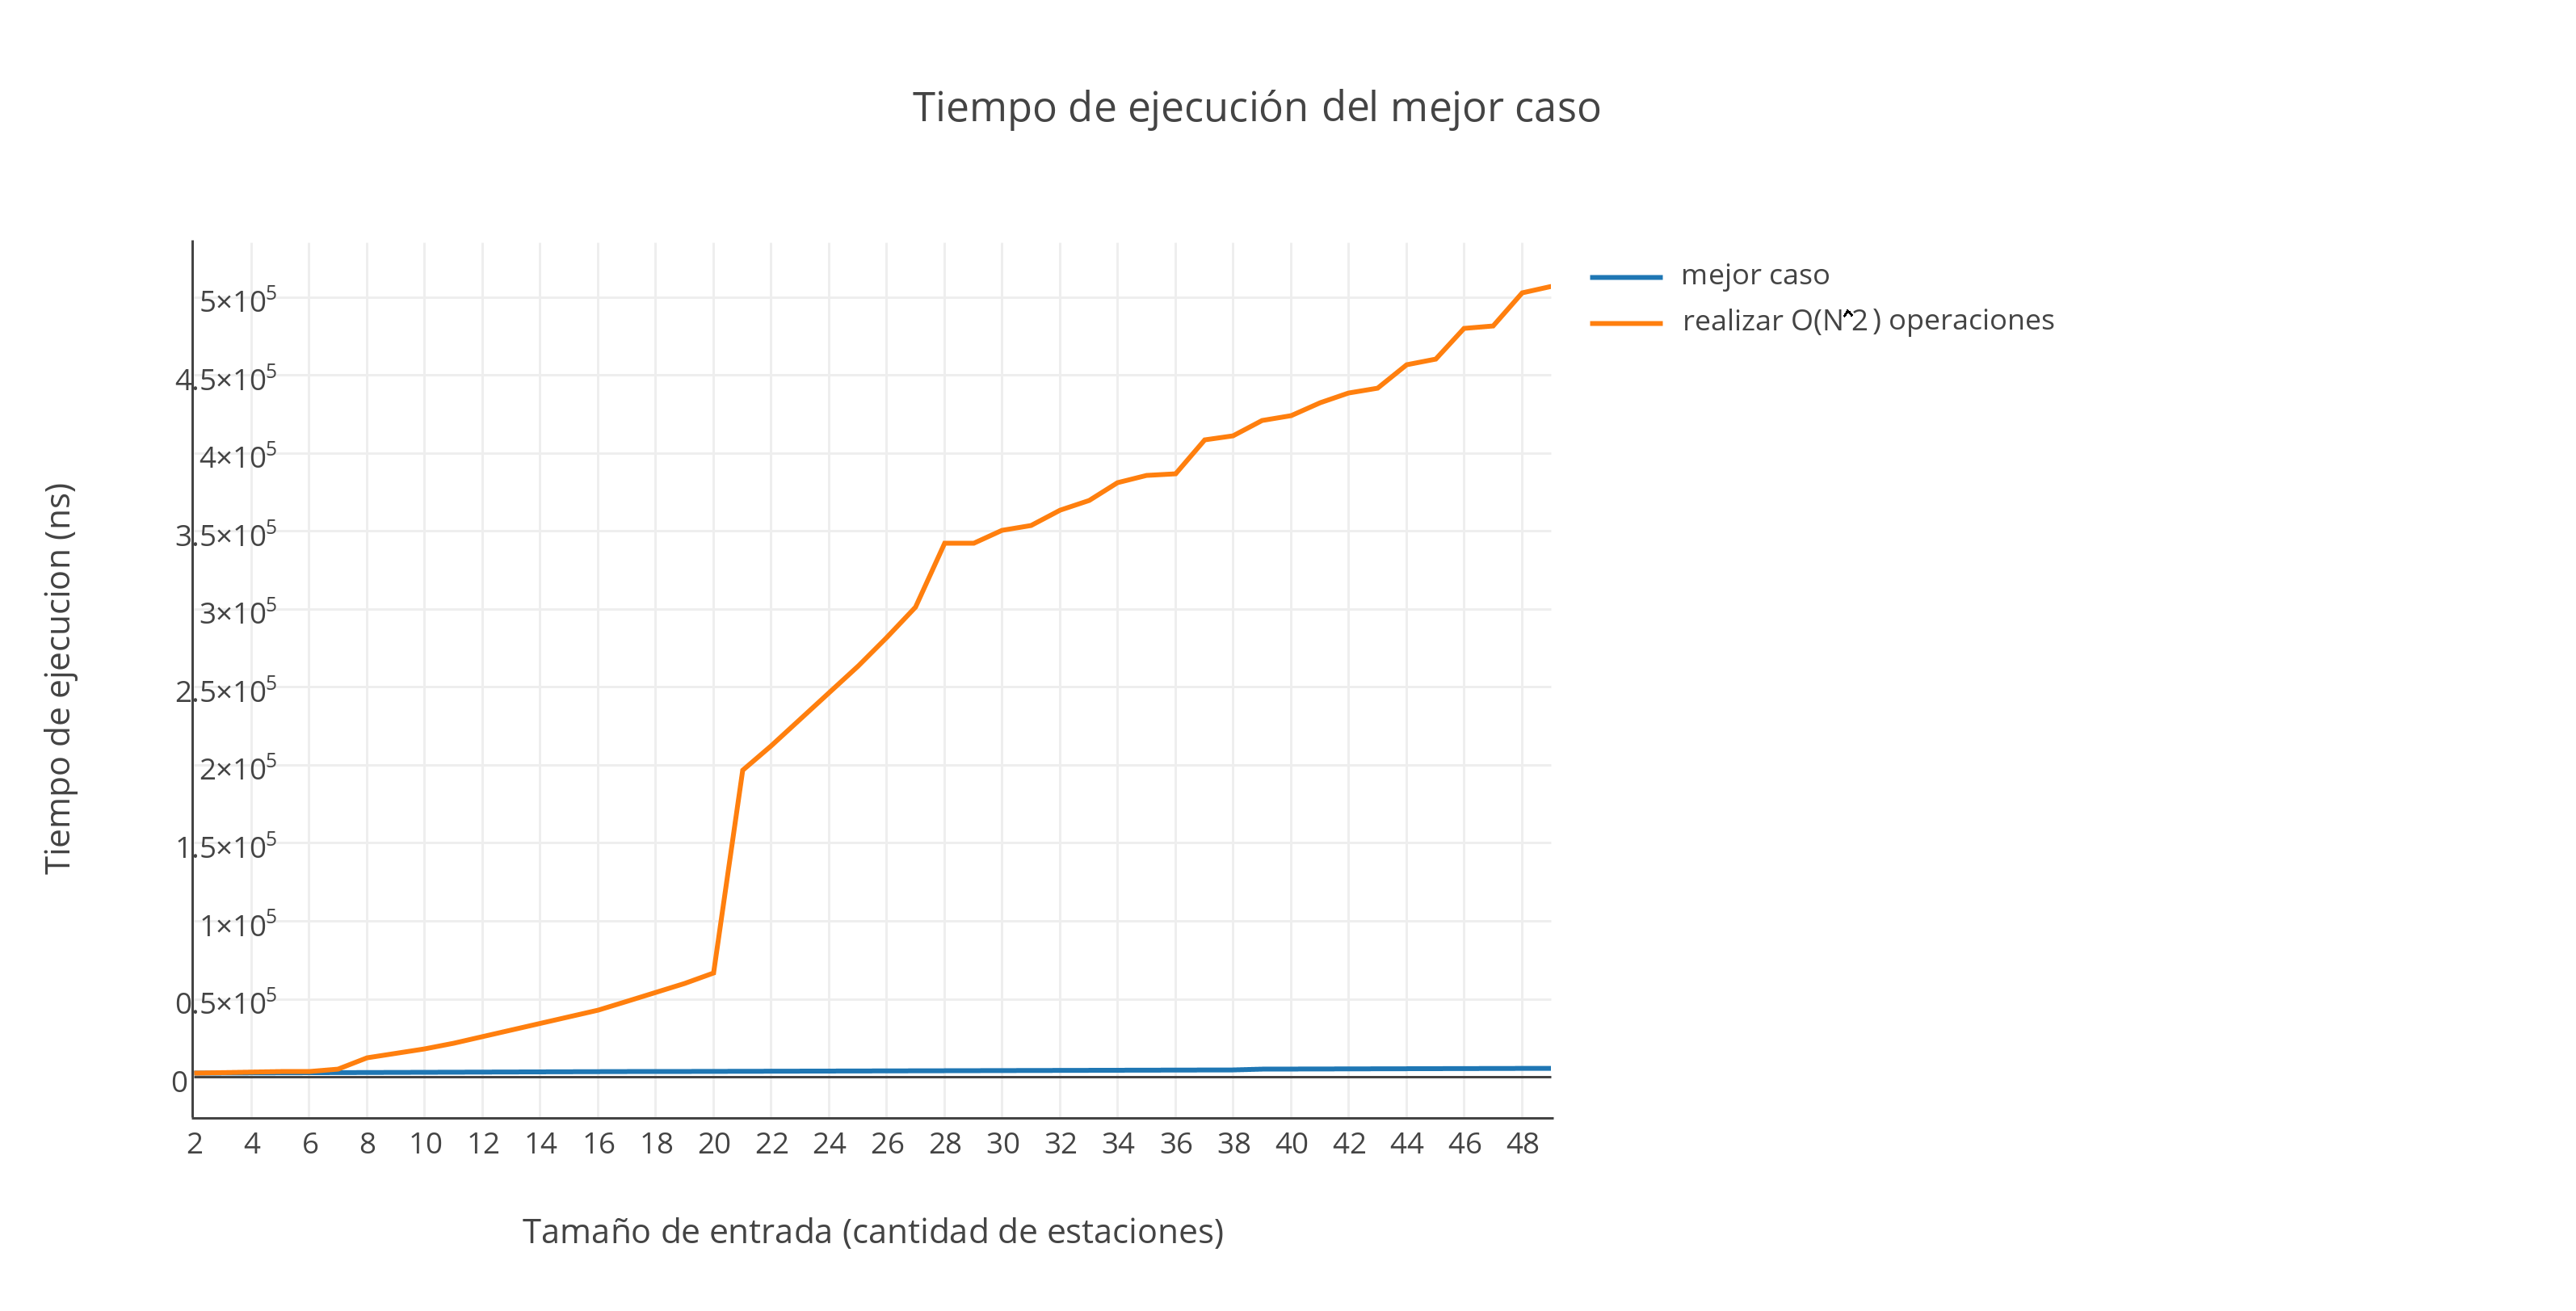 Tiempo de ejecución del mejor caso
mejor caso
realizar O(N^2) operaciones
Tiempo de ejecucion (ns)
5×10⁵
4.5×10⁵
4×10⁵
3.5×10⁵
3×10⁵
2.5×10⁵
2×10⁵
1.5×10⁵
1×10⁵
0.5×10⁵
0
2 4 6 8 10 12 14 16 18 20 22 24 26 28 30 32 34 36 38 40 42 44 46 48
Tamaño de entrada (cantidad de estaciones)